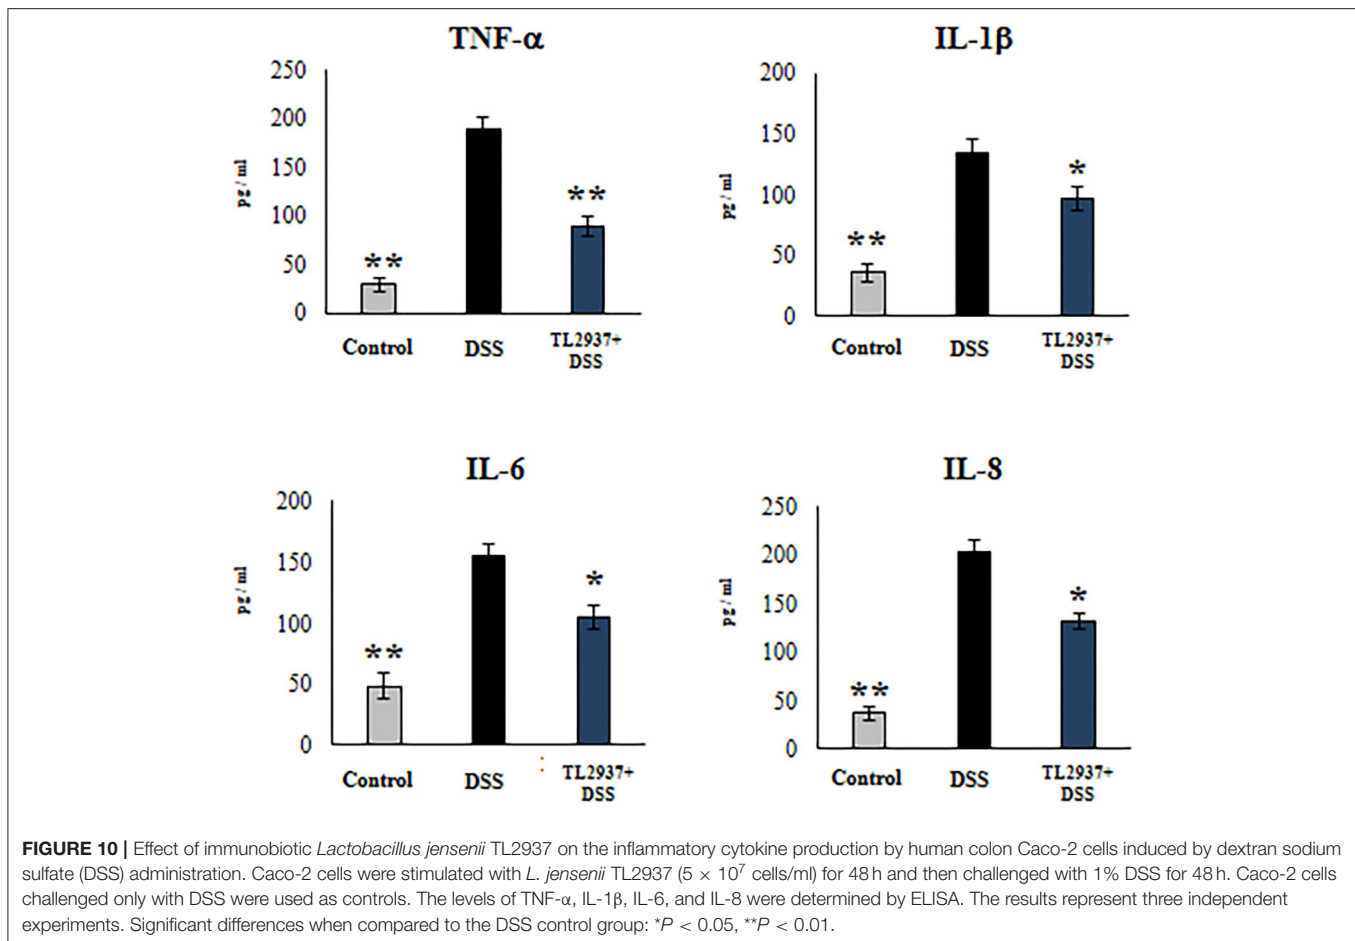 TNF-α
250
200
150
100
50
0
pg / ml
**
**
Control
DSS
TL2937+
DSS
IL-1β
200
150
100
50
0
pg / ml
**
*
Control
DSS
TL2937+
DSS
IL-6
200
150
100
50
0
pg / ml
**
*
Control
DSS
:
TL2937+
DSS
IL-8
250
200
150
100
50
0
pg / ml
**
*
Control
DSS
TL2937+
DSS
FIGURE 10 | Effect of immunobiotic Lactobacillus jensenii TL2937 on the inflammatory cytokine production by human colon Caco-2 cells induced by dextran sodium
sulfate (DSS) administration. Caco-2 cells were stimulated with L. jensenii TL2937 (5 × 10⁷ cells/ml) for 48 h and then challenged with 1% DSS for 48 h. Caco-2 cells
challenged only with DSS were used as controls. The levels of TNF-α, IL-1β, IL-6, and IL-8 were determined by ELISA. The results represent three independent
experiments. Significant differences when compared to the DSS control group: *P < 0.05, **P < 0.01.